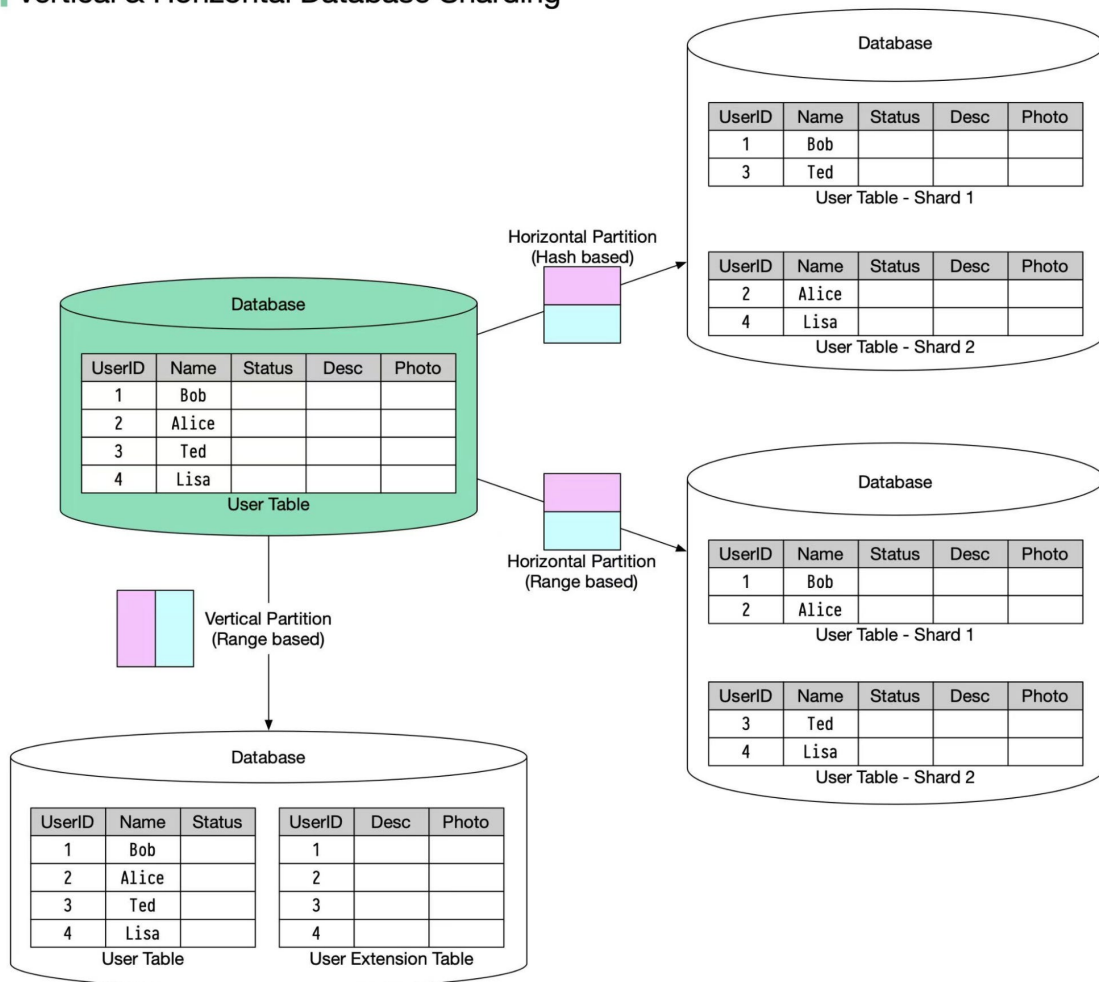 Vertical & Horizontal Database Sharding
Database
UserID Name Status Desc Photo
1 Bob
3 Ted
User Table - Shard 1
UserID Name Status Desc Photo
2 Alice
4 Lisa
User Table - Shard 2
Horizontal Partition
(Hash based)
Database
UserID Name Status Desc Photo
1 Bob
2 Alice
3 Ted
4 Lisa
User Table
Horizontal Partition
(Range based)
Database
UserID Name Status Desc Photo
1 Bob
2 Alice
User Table - Shard 1
UserID Name Status Desc Photo
3 Ted
4 Lisa
User Table - Shard 2
Vertical Partition
(Range based)
Database
UserID Name Status
1 Bob
2 Alice
3 Ted
4 Lisa
User Table
UserID Desc Photo
1
2
3
4
User Extension Table